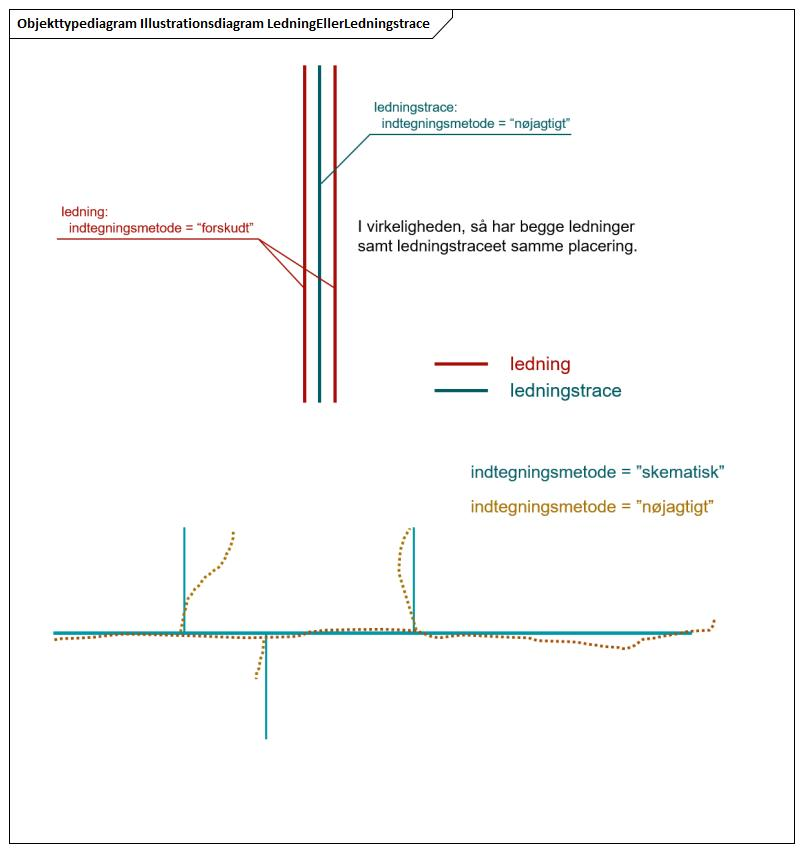 Objekttypediagram Illustrationsdiagram LedningEllerLedningstrace
ledningstrace:
indtegningsmetode = “nøjagtigt”
ledning:
indtegningsmetode = “forskudt”
I virkeligheden, så har begge ledninger
samt ledningstraceet samme placering.
ledning
ledningstrace
indtegningsmetode = ”skematisk”
indtegningsmetode = ”nøjagtigt”